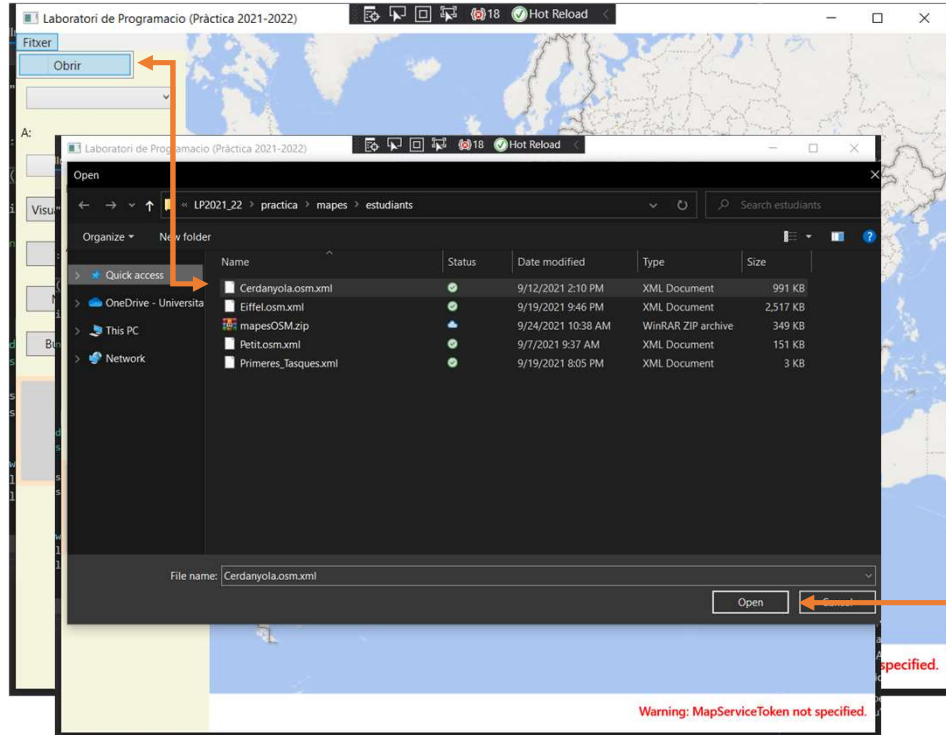 Laboratori de Programacio (Pràctica 2021-2022)
18 Hot Reload
Fitxer
Obrir
A:
Laboratori de Programacio (Pràctica 2021-2022)
18 Hot Reload
Open
« LP2021_22 > practica > mapes > estudiants
Search estudiants
Organize
New folder
Name Status Date modified Type Size
Quick access
OneDrive - Universita
This PC
Network
Cerdanyola.osm.xml 9/12/2021 2:10 PM XML Document 991 KB
Eiffel.osm.xml 9/19/2021 9:46 PM XML Document 2,517 KB
mapesOSM.zip 9/24/2021 10:38 AM WinRAR ZIP archive 349 KB
Petit.osm.xml 9/7/2021 9:37 AM XML Document 151 KB
Primeres_Tasques.xml 9/19/2021 8:05 PM XML Document 3 KB
File name: Cerdanyola.osm.xml
Open
Cancel
specified.
Warning: MapServiceToken not specified.